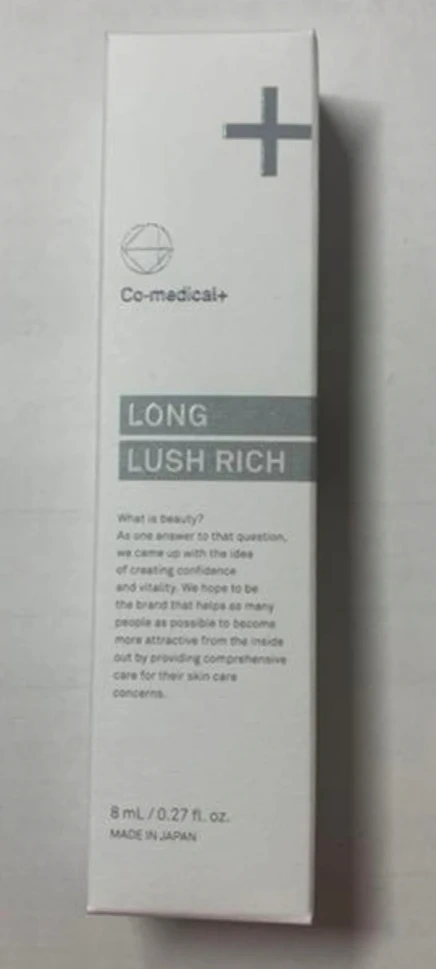 Co-medical+
LONG
LUSH RICH
What is beauty?
As one answer to that question,
we came up with the idea
of creating confidence
and vitality. We hope to be
the brand that helps as many
people as possible to become
more attractive from the inside
out by providing comprehensive
care for their skin care
concerns.
8 mL / 0.27 fl. oz.
MADE IN JAPAN